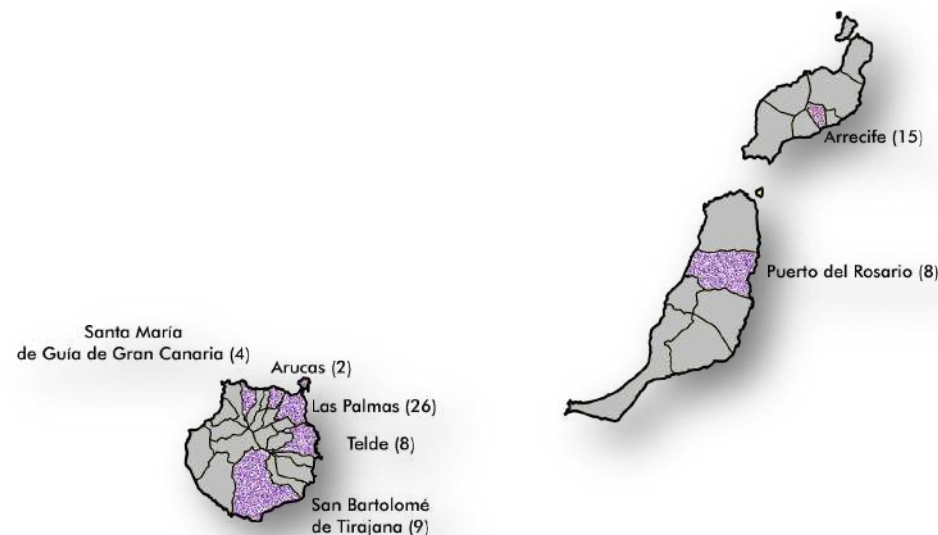 Arrecife (15)
Puerto del Rosario (8)
Santa María
de Guía de Gran Canaria (4)
Arucas (2)
Las Palmas (26)
Telde (8)
San Bartolomé
de Tirajana (9)